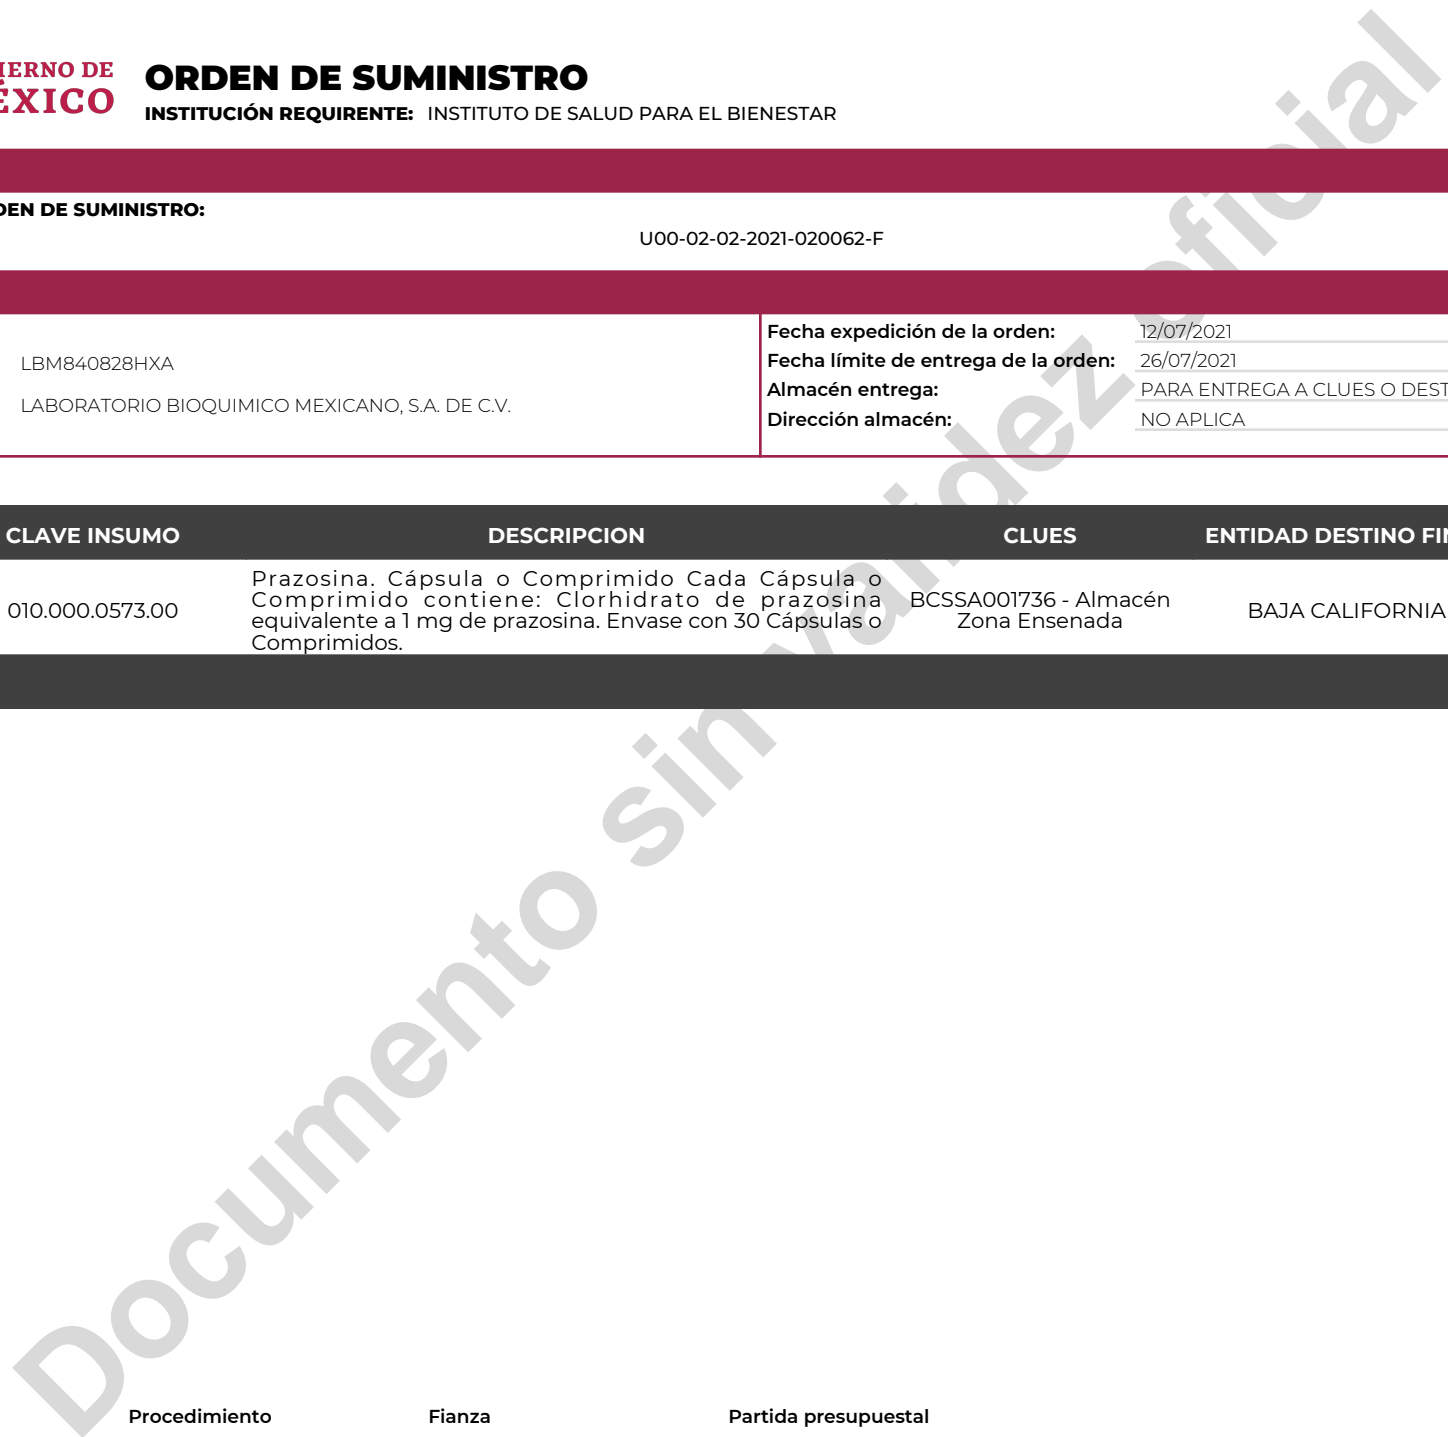 IERNO DE
ÉXICO
ORDEN DE SUMINISTRO
INSTITUCIÓN REQUIRENTE: INSTITUTO DE SALUD PARA EL BIENESTAR
DEN DE SUMINISTRO:
U00-02-02-2021-020062-F
LBM840828HXA
LABORATORIO BIOQUIMICO MEXICANO, S.A. DE C.V.
Fecha expedición de la orden: 12/07/2021
Fecha límite de entrega de la orden: 26/07/2021
Almacén entrega: PARA ENTREGA A CLUES O DEST
Dirección almacén: NO APLICA
CLAVE INSUMO DESCRIPCION CLUES ENTIDAD DESTINO FIN
010.000.0573.00
Prazosina. Cápsula o Comprimido Cada Cápsula o
Comprimido contiene: Clorhidrato de prazosina
equivalente a 1 mg de prazosina. Envase con 30 Cápsulas o
Comprimidos.
BCSSA001736 - Almacén
Zona Ensenada
BAJA CALIFORNIA
Documento sin validez oficial
Procedimiento Fianza Partida presupuestal